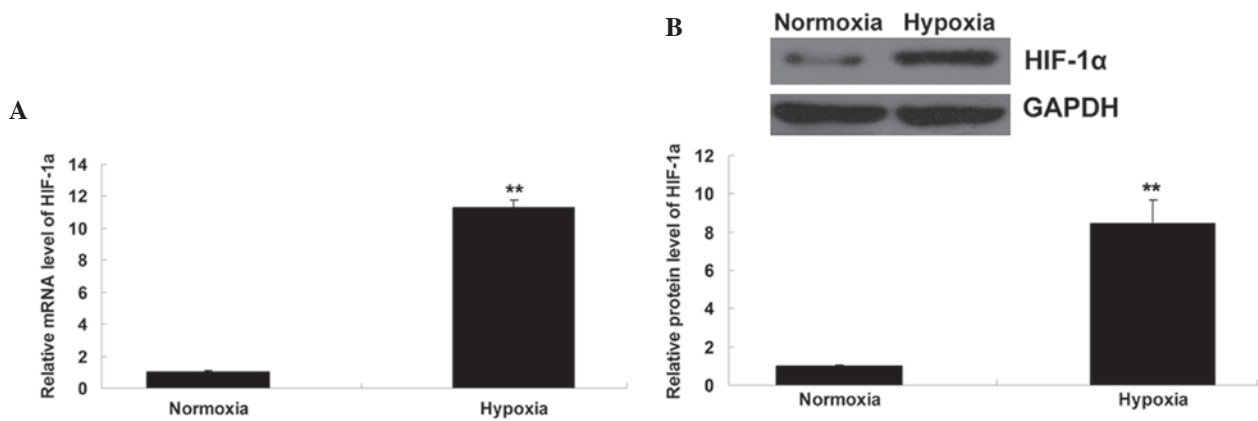 A
Relative mRNA level of HIF-1a
14
12
10
8
6
4
2
0
**
Normoxia Hypoxia
B
Normoxia Hypoxia
HIF-1α
GAPDH
Relative protein level of HIF-1a
12
10
8
6
4
2
0
**
Normoxia Hypoxia